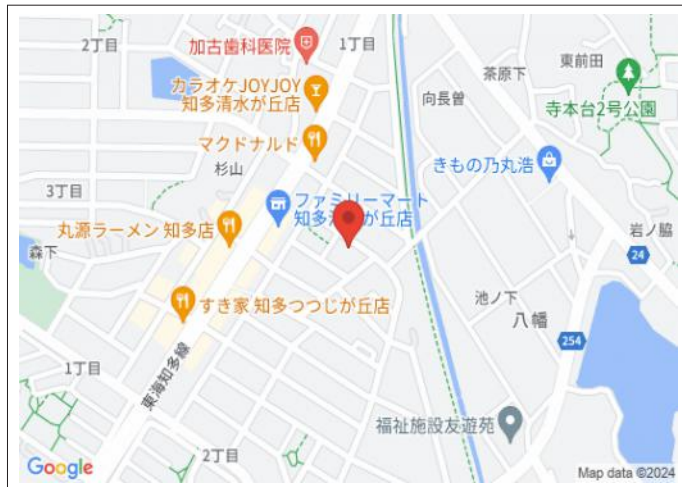 2丁目
1丁目
加古歯科医院
東前田
茶原下
カラオケJOYJOY
知多清水が丘店
向長曽
寺本台2号公園
マクドナルド
杉山
きもの乃丸浩
3丁目
ファミリーマート
丸源ラーメン 知多店
岩ノ脇
森下
24
池ノ下
すき家 知多つつじが丘店
八幡
254
1丁目
東海知多線
福祉施設友遊苑
2丁目
Google
Map data ©2024